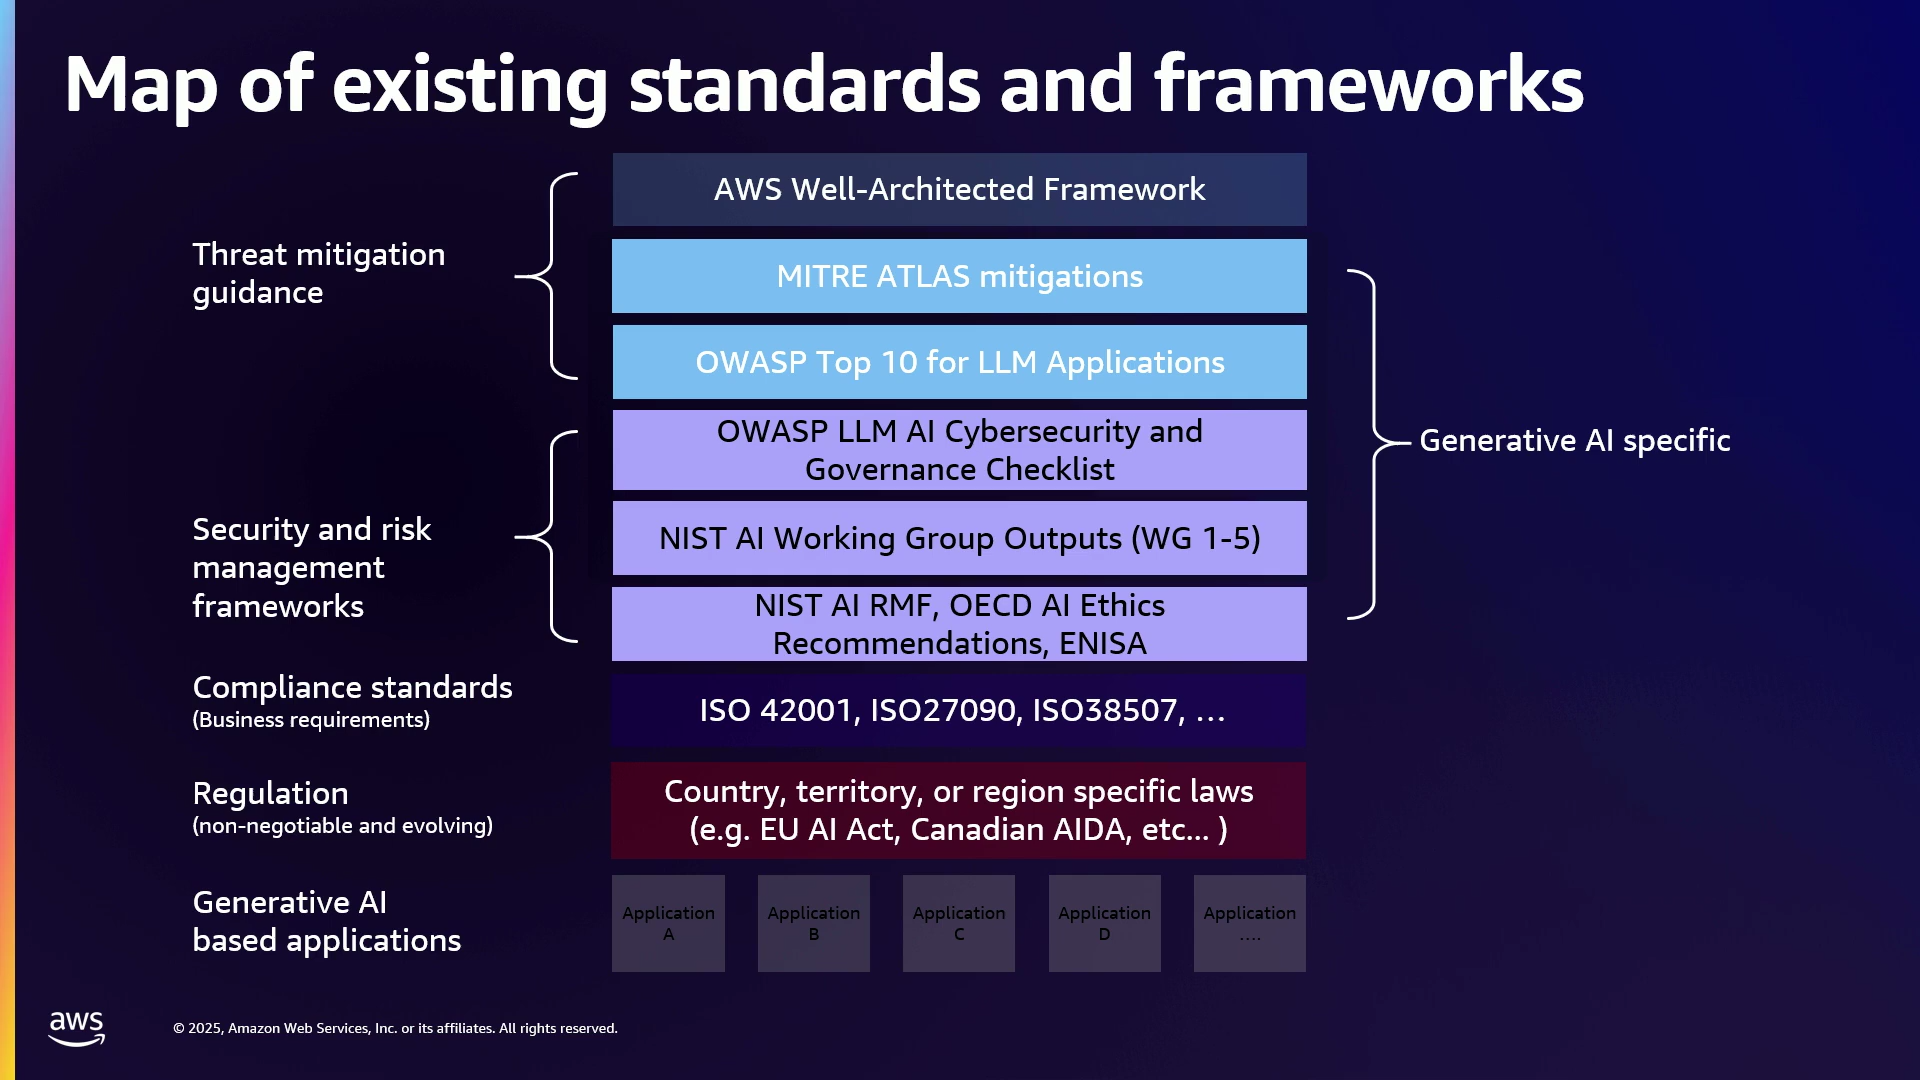 Map of existing standards and frameworks
Threat mitigation
guidance
AWS Well-Architected Framework
MITRE ATLAS mitigations
OWASP Top 10 for LLM Applications
Security and risk
management
frameworks
OWASP LLM AI Cybersecurity and
Governance Checklist
NIST AI Working Group Outputs (WG 1-5)
NIST AI RMF, OECD AI Ethics
Recommendations, ENISA
Generative AI specific
Compliance standards
(Business requirements)
ISO 42001, ISO27090, ISO38507, ...
Regulation
(non-negotiable and evolving)
Country, territory, or region specific laws
(e.g. EU AI Act, Canadian AIDA, etc... )
Generative AI
based applications
Application
A
Application
B
Application
C
Application
D
Application
....
aws
© 2025, Amazon Web Services, Inc. or its affiliates. All rights reserved.